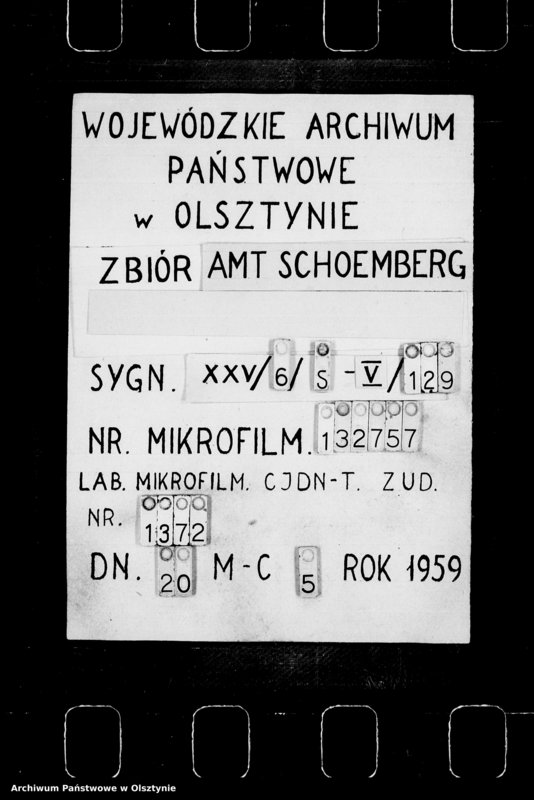 WOJEWÓDZKIE ARCHIWUM
PAŃSTWOWE
w OLSZTYNIE
ZBIÓR AMT SCHOEMBERG
SYGN. XXV/6/S-V/129
NR. MIKROFILM. 132757
LAB. MIKROFILM. CJDN-T. ZUD.
NR. 1372
DN. 20 M-C 5 ROK 1959
Archiwum Państwowe w Olsztynie